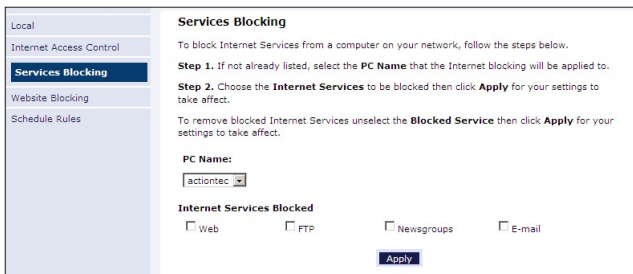 Local
Internet Access Control
Services Blocking
Website Blocking
Schedule Rules
Services Blocking
To block Internet Services from a computer on your network, follow the steps below.
Step 1. If not already listed, select the PC Name that the Internet blocking will be applied to.
Step 2. Choose the Internet Services to be blocked then click Apply for your settings to
take affect.
To remove blocked Internet Services unselect the Blocked Service then click Apply for your
settings to take affect.
PC Name:
actiontec
Internet Services Blocked
Web FTP Newsgroups E-mail
Apply